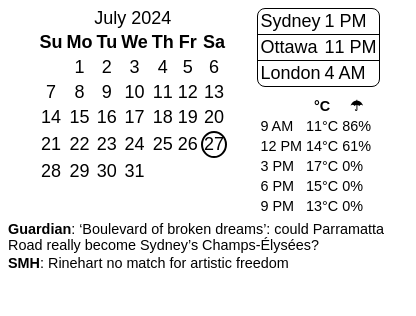 July 2024
Su Mo Tu We Th Fr Sa
1 2 3 4 5 6
7 8 9 10 11 12 13
14 15 16 17 18 19 20
21 22 23 24 25 26 27
28 29 30 31
Sydney 1 PM
Ottawa 11 PM
London 4 AM
°C ☂
9 AM 11°C 86%
12 PM 14°C 61%
3 PM 17°C 0%
6 PM 15°C 0%
9 PM 13°C 0%
Guardian: ‘Boulevard of broken dreams’: could Parramatta
Road really become Sydney’s Champs-Élysées?
SMH: Rinehart no match for artistic freedom